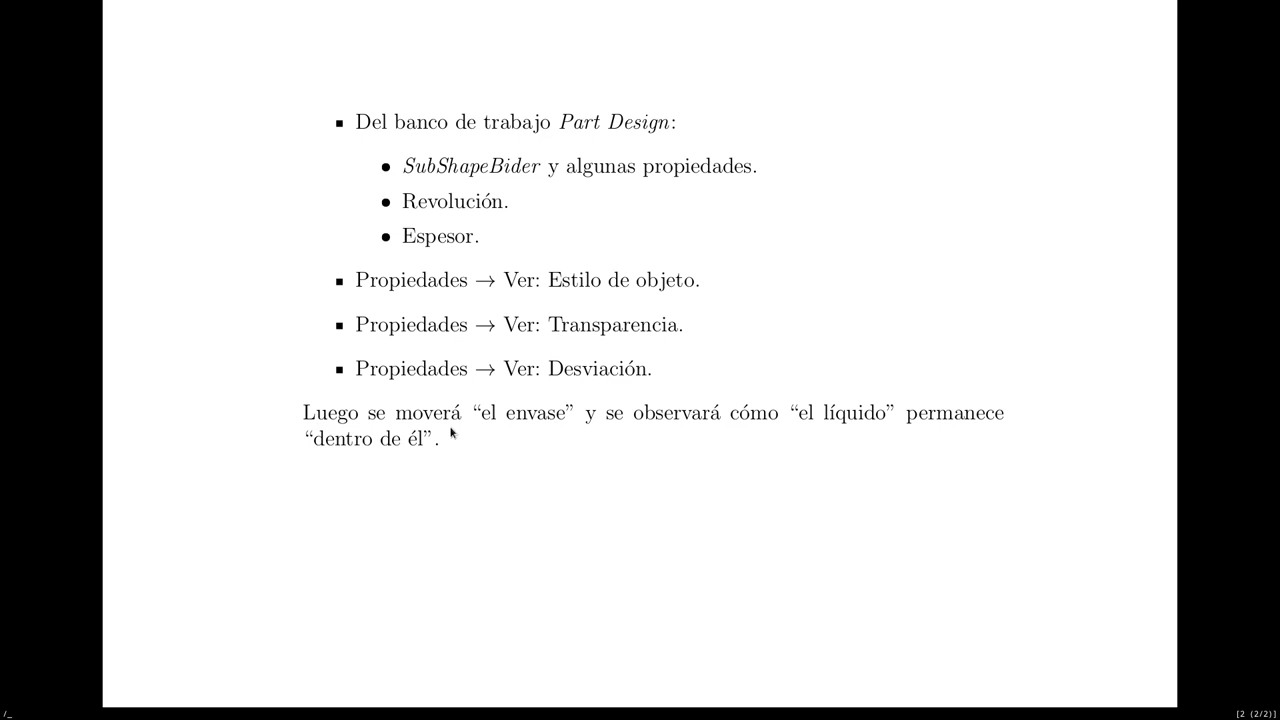 ▪ Del banco de trabajo Part Design:
• SubShapeBider y algunas propiedades.
• Revolución.
• Espesor.
▪ Propiedades → Ver: Estilo de objeto.
▪ Propiedades → Ver: Transparencia.
▪ Propiedades → Ver: Desviación.
Luego se moverá “el envase” y se observará cómo “el líquido” permanece
“dentro de él”.
/_
[2 (2/2)]